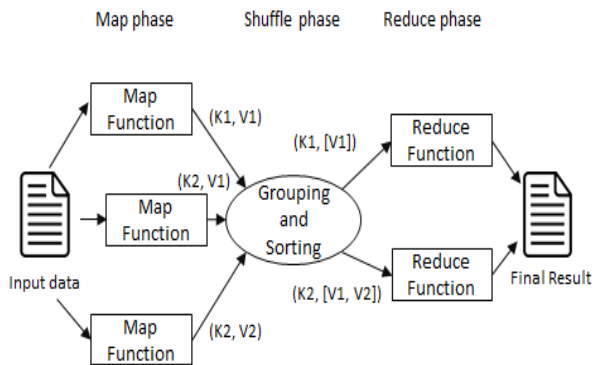 Map phase
Shuffle phase
Reduce phase
Map
Function
(K1, V1)
(K1, [V1])
Reduce
Function
(K2, V1)
Map
Function
Grouping
and
Sorting
Input data
Final Result
Reduce
Function
(K2, [V1, V2])
Map
Function
(K2, V2)